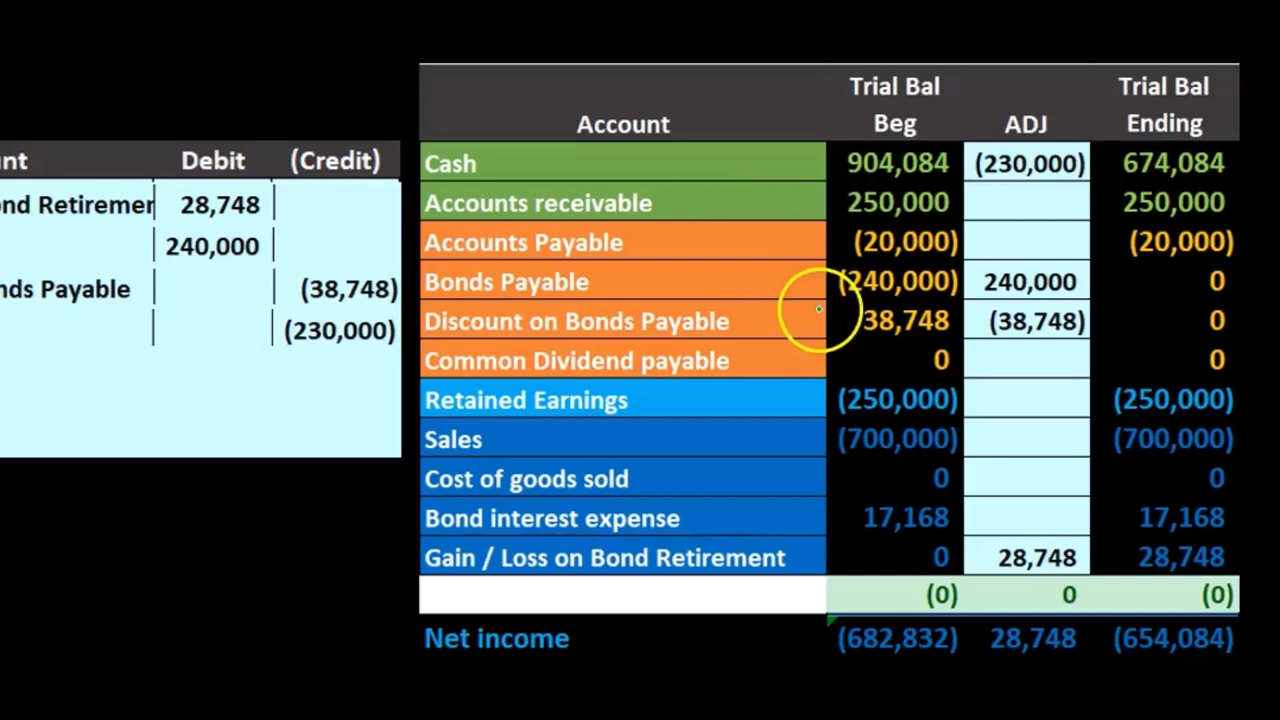 nt Debit (Credit)
ond Retiremen 28,748
240,000
nds Payable (38,748)
(230,000)
Account Trial Bal Beg ADJ Trial Bal Ending
Cash 904,084 (230,000) 674,084
Accounts receivable 250,000 250,000
Accounts Payable (20,000) (20,000)
Bonds Payable (240,000) 240,000 0
Discount on Bonds Payable 38,748 (38,748) 0
Common Dividend payable 0 0
Retained Earnings (250,000) (250,000)
Sales (700,000) (700,000)
Cost of goods sold 0 0
Bond interest expense 17,168 17,168
Gain / Loss on Bond Retirement 0 28,748 28,748
(0) 0 (0)
Net income (682,832) 28,748 (654,084)